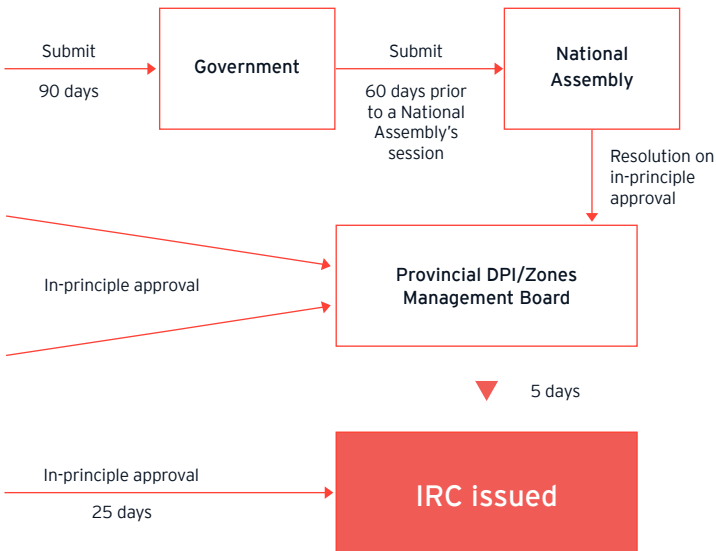 Submit
90 days
Government
Submit
60 days prior
to a National
Assembly's
session
National
Assembly
Resolution on
in-principle
approval
In-principle approval
Provincial DPI/Zones
Management Board
5 days
In-principle approval
25 days
IRC issued